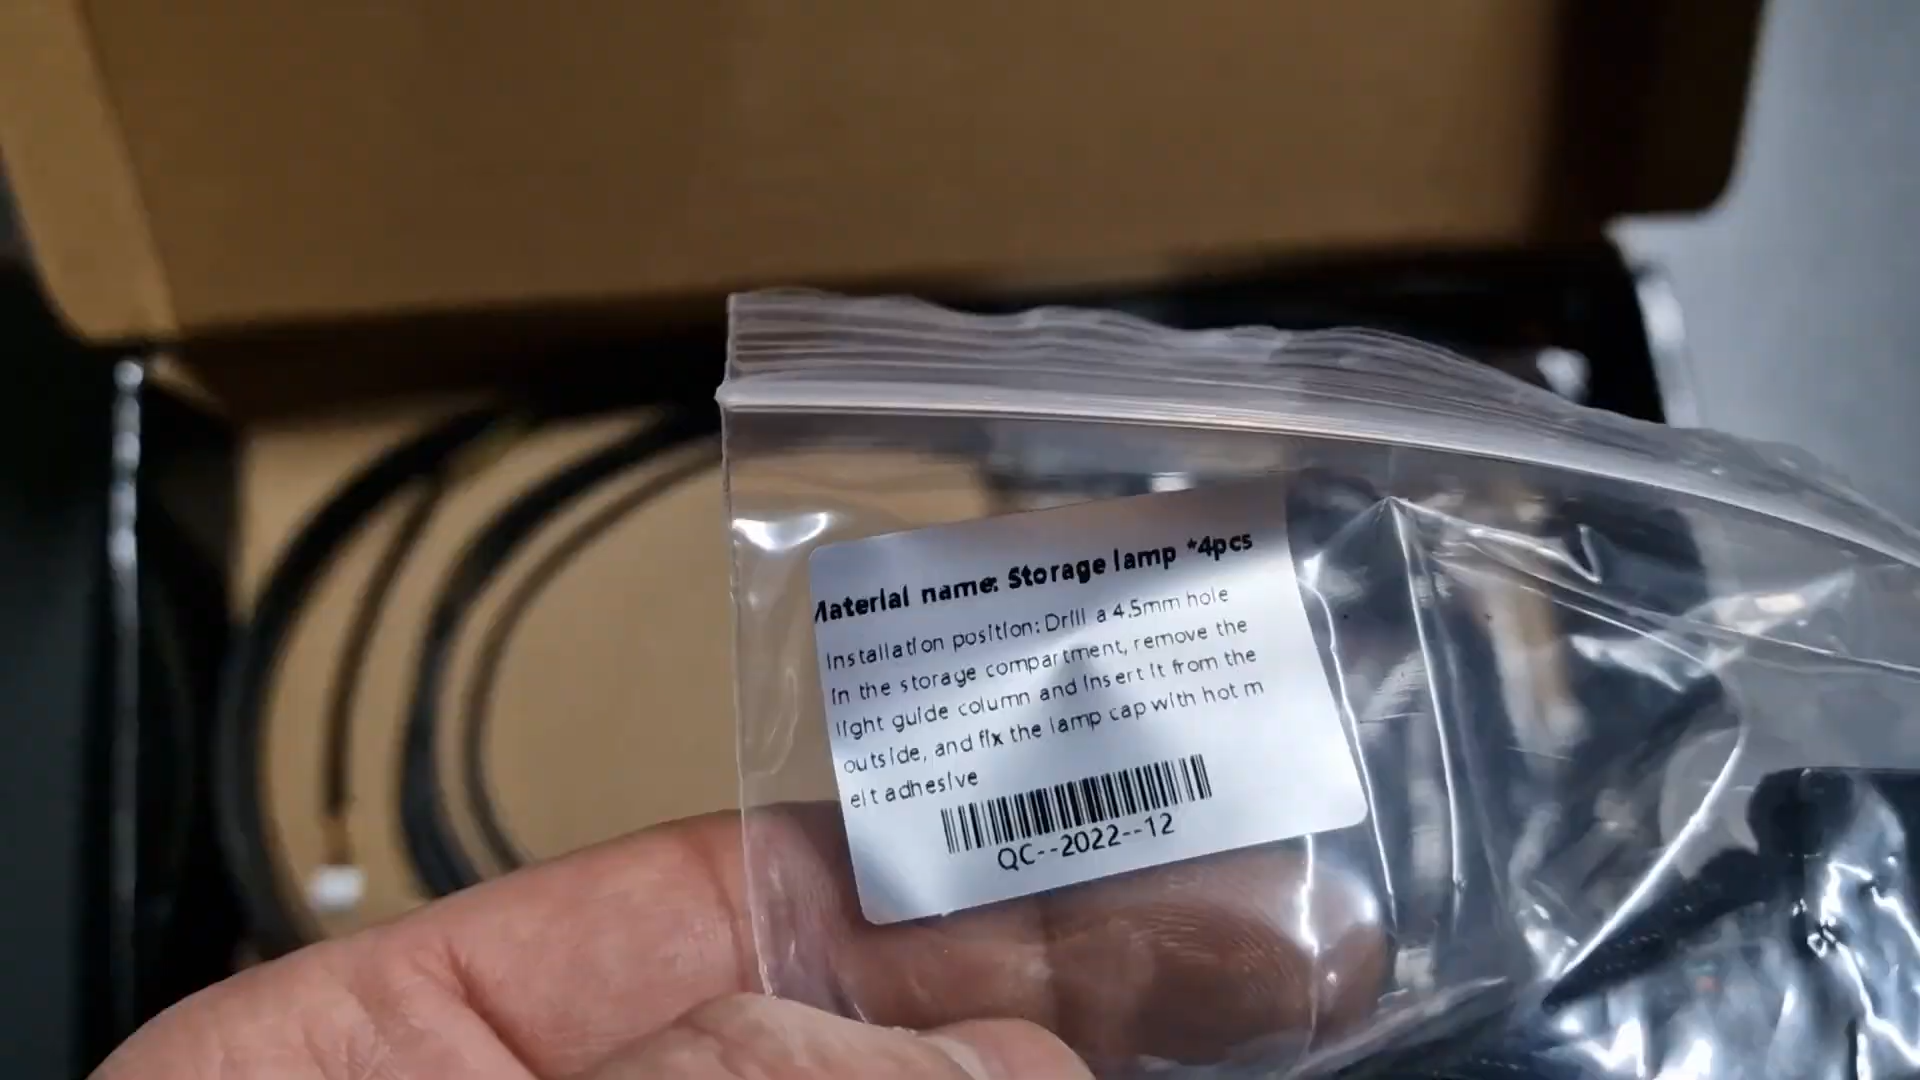 Material name: Storage lamp *4pcs
Installation position: Drill a 4.5mm hole
in the storage compartment, remove the
light guide column and insert it from the
outside, and fix the lamp cap with hot m
elt adhesive
QC--2022--12